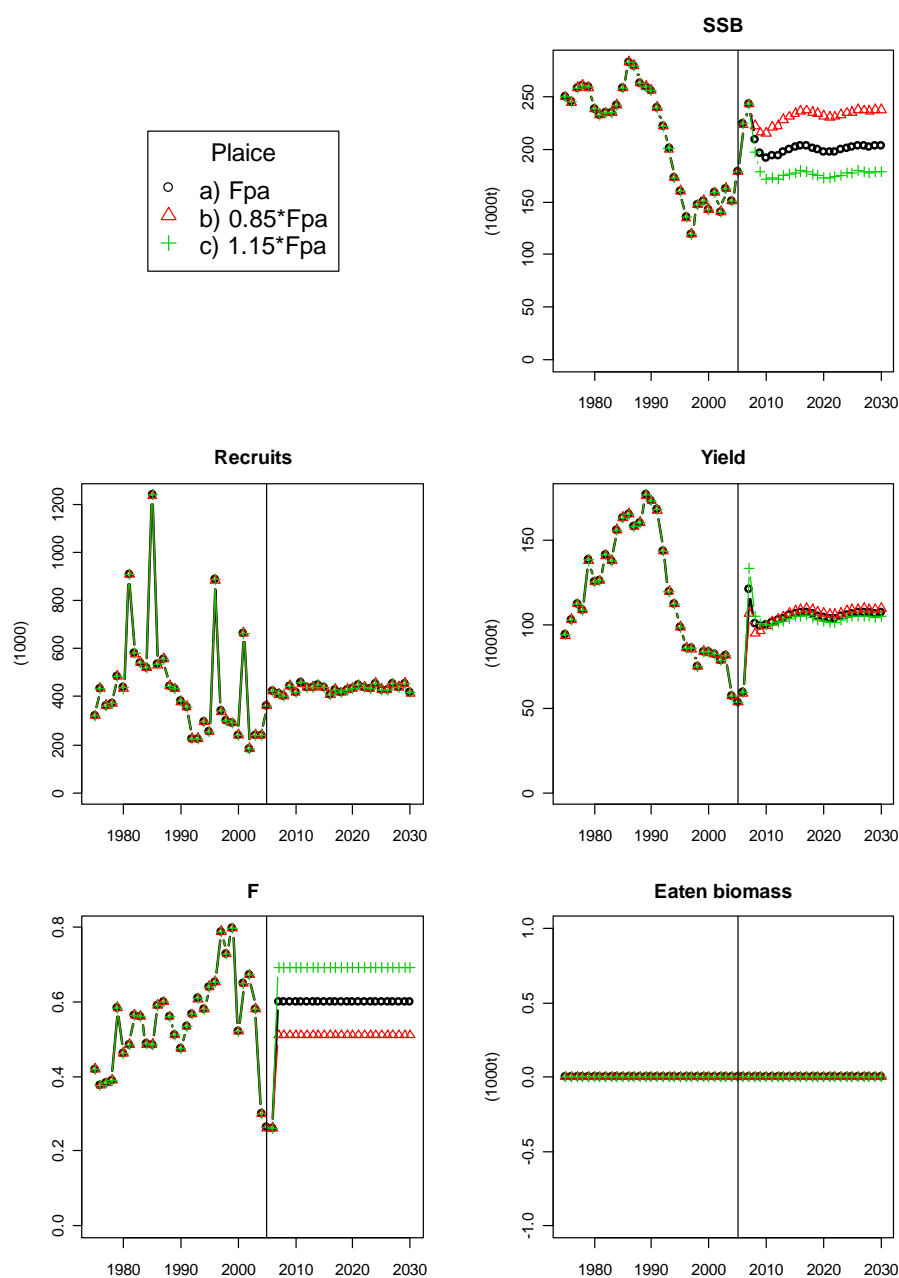 SSB
Plaice
a) Fpa
b) 0.85*Fpa
c) 1.15*Fpa
(1000t)
0 50 100 150 200 250
1980 1990 2000 2010 2020 2030
Recruits
(1000)
0 200 400 600 800 1000 1200
1980 1990 2000 2010 2020 2030
Yield
(1000t)
0 50 100 150
1980 1990 2000 2010 2020 2030
F
0.0 0.2 0.4 0.6 0.8
1980 1990 2000 2010 2020 2030
Eaten biomass
(1000t)
-1.0 -0.5 0.0 0.5 1.0
1980 1990 2000 2010 2020 2030